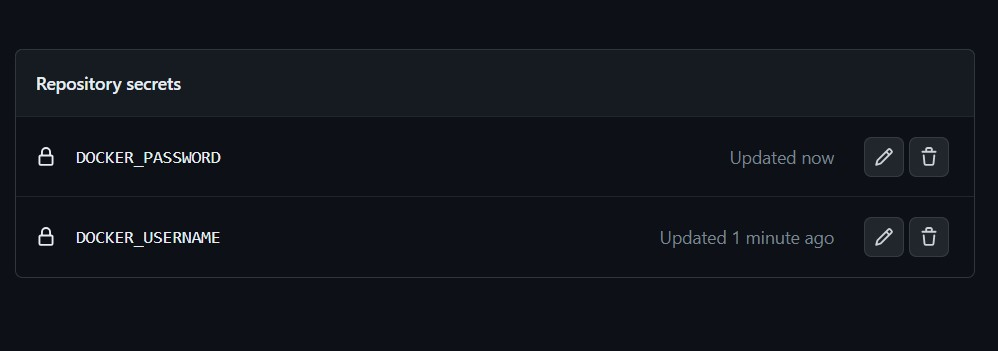 Repository secrets
DOCKER_PASSWORD Updated now
DOCKER_USERNAME Updated 1 minute ago